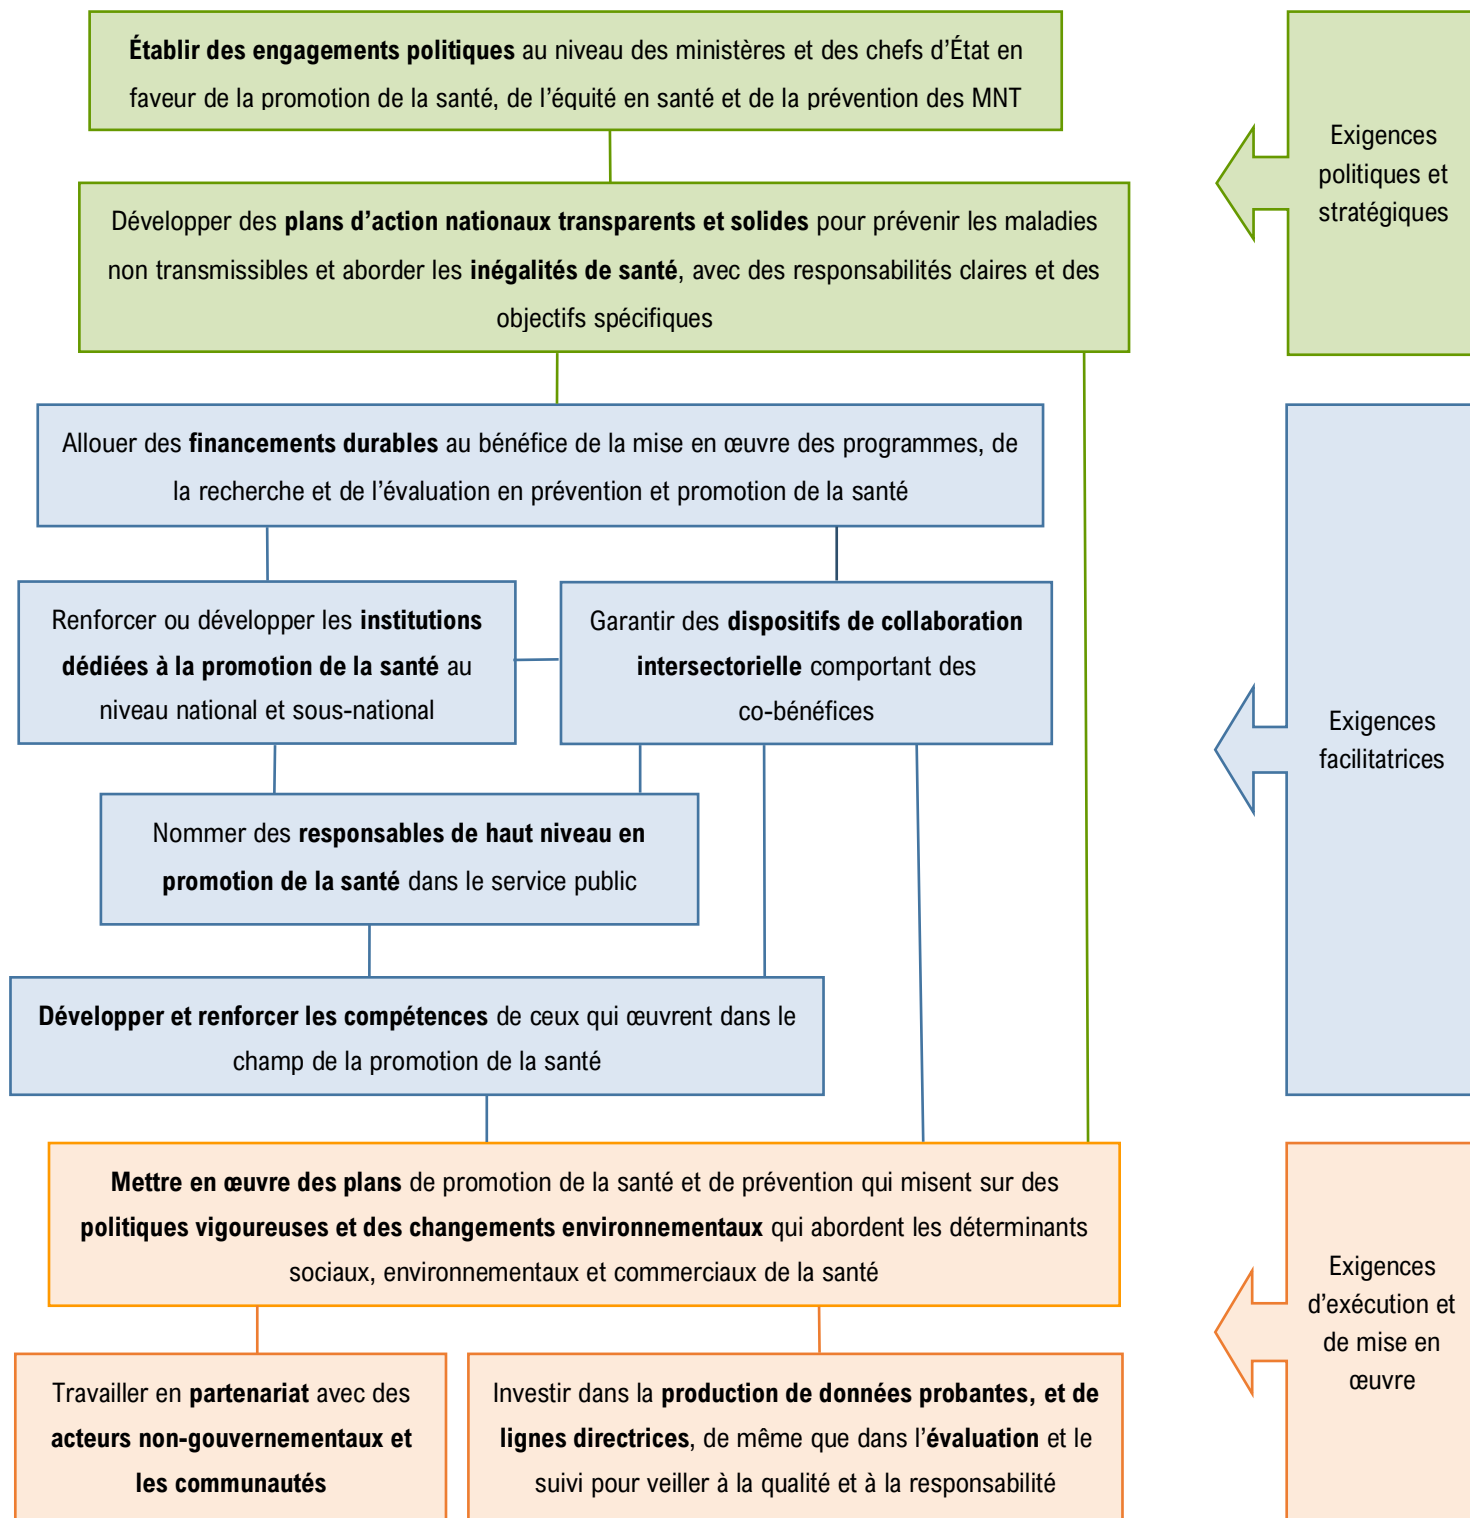 Établir des engagements politiques au niveau des ministères et des chefs d’État en
faveur de la promotion de la santé, de l’équité en santé et de la prévention des MNT
Exigences
politiques et
stratégiques
Développer des plans d’action nationaux transparents et solides pour prévenir les maladies
non transmissibles et aborder les inégalités de santé, avec des responsabilités claires et des
objectifs spécifiques
Allouer des financements durables au bénéfice de la mise en œuvre des programmes, de
la recherche et de l’évaluation en prévention et promotion de la santé
Renforcer ou développer les institutions
dédiées à la promotion de la santé au
niveau national et sous-national
Garantir des dispositifs de collaboration
intersectorielle comportant des
co-bénéfices
Exigences
facilitatrices
Nommer des responsables de haut niveau en
promotion de la santé dans le service public
Développer et renforcer les compétences de ceux qui œuvrent dans le
champ de la promotion de la santé
Mettre en œuvre des plans de promotion de la santé et de prévention qui misent sur des
politiques vigoureuses et des changements environnementaux qui abordent les déterminants
sociaux, environnementaux et commerciaux de la santé
Exigences
d’exécution et
de mise en
œuvre
Travailler en partenariat avec des
acteurs non-gouvernementaux et
les communautés
Investir dans la production de données probantes, et de
lignes directrices, de même que dans l’évaluation et le
suivi pour veiller à la qualité et à la responsabilité